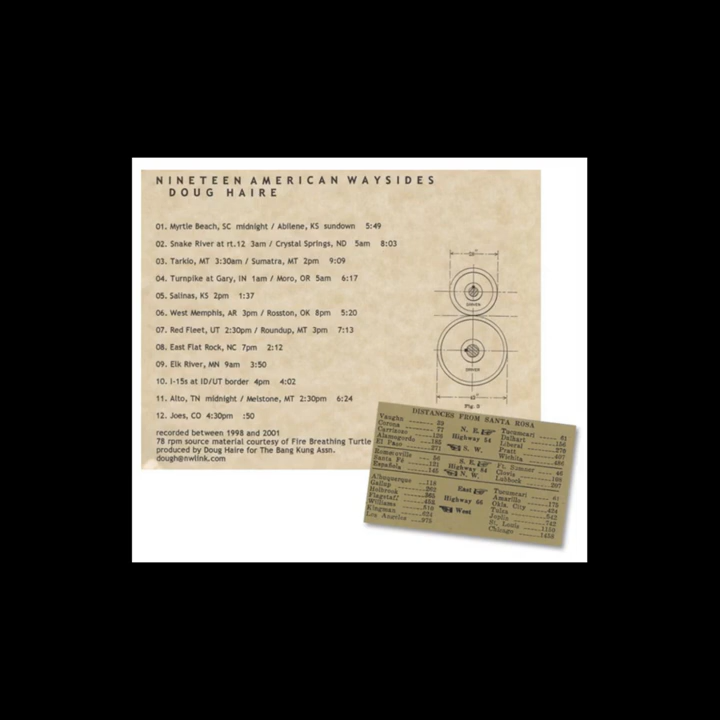 NINETEEN AMERICAN WAYSIDES
DOUG HAIRE
01. Myrtle Beach, SC midnight / Abilene, KS sundown 5:49
02. Snake River at rt.12 3am / Crystal Springs, ND 5am 8:03
03. Tarkio, MT 3:30am / Sumatra, MT 2pm 9:09
04. Turnpike at Gary, IN 1am / Moro, OR 5am 6:17
05. Salinas, KS 2pm 1:37
06. West Memphis, AR 3pm / Rosston, OK 8pm 5:20
07. Red Fleet, UT 2:30pm / Roundup, MT 3pm 7:13
08. East Flat Rock, NC 7pm 2:12
09. Elk River, MN 9am 3:50
10. I-15s at ID/UT border 4pm 4:02
11. Alto, TN midnight / Melstone, MT 2:30pm 6:24
12. Joes, CO 4:30pm :50
recorded between 1998 and 2001
78 rpm source material courtesy of Fire Breathing Turtle
produced by Doug Haire for The Bang Kung Assn.
dough@nwlink.com
DRIVEN
DRIVER
Fig. 2
DISTANCES FROM SANTA ROSA
Vaughn
Corona
Carrizozo
Alamogordo
El Paso
N. E.
Highway 54
S. W.
Tucumcari
Dalhart
Liberal
Pratt
Wichita
Romeroville
Santa Fe
Española
S. E.
Highway 84
N. W.
Ft. Sumner
Clovis
Lubbock
Albuquerque
Gallup
Holbrook
Flagstaff
Williams
Kingman
Los Angeles
East
Highway 66
West
Tucumcari
Amarillo
Okla. City
Tulsa
Joplin
St. Louis
Chicago